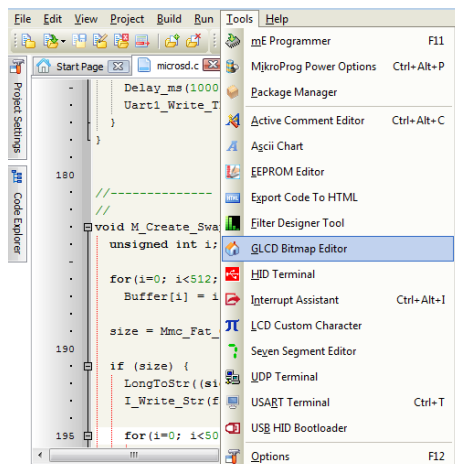 File Edit View Project Build Run Tools Help
Start Page microsd.c
Project Settings
Code Explorer
Delay_ms(1000
Uart1_Write_T
}
}
180
//-------------
//
void M_Create_Swa
unsigned int i;
for(i=0; i<512;
Buffer[i] = i
size = Mmc_Fat_
190
if (size) {
LongToStr((si
I_Write_Str(f
195 for(i=0; i<50
mE Programmer F11
MikroProg Power Options Ctrl+Alt+P
Package Manager
Active Comment Editor Ctrl+Alt+C
Ascii Chart
EEPROM Editor
Export Code To HTML
Filter Designer Tool
GLCD Bitmap Editor
HID Terminal
Interrupt Assistant Ctrl+Alt+I
LCD Custom Character
Seven Segment Editor
UDP Terminal
USART Terminal Ctrl+T
USB HID Bootloader
Options F12